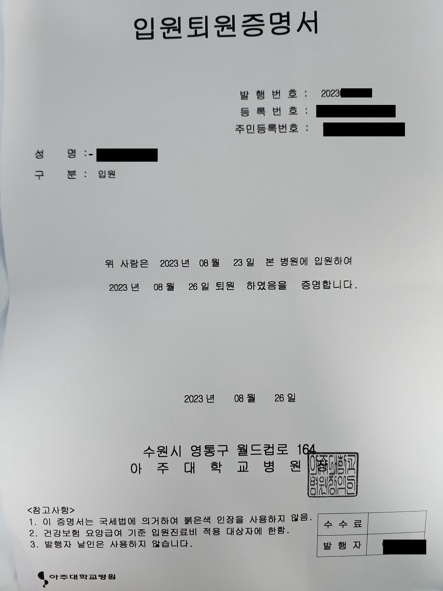 입원퇴원증명서
발 행 번 호 : 2023
등 록 번 호 :
주민등록번호 :
성 명 :
구 분 : 입원
위 사람은 2023 년 08 월 23 일 본 병원에 입원하여
2023 년 08 월 26 일 퇴원 하였음을 증명합니다.
2023 년 08 월 26 일
수원시 영통구 월드컵로 164
아 주 대 학 교 병 원 장
<참고사항>
1. 이 증명서는 국세법에 의거하여 붉은색 인장을 사용하지 않음.
2. 건강보험 요양급여 기준 입원진료비 적용 대상자에 한함.
3. 발행자 날인은 사용하지 않습니다.
수 수 료
발 행 자
아주대학교병원